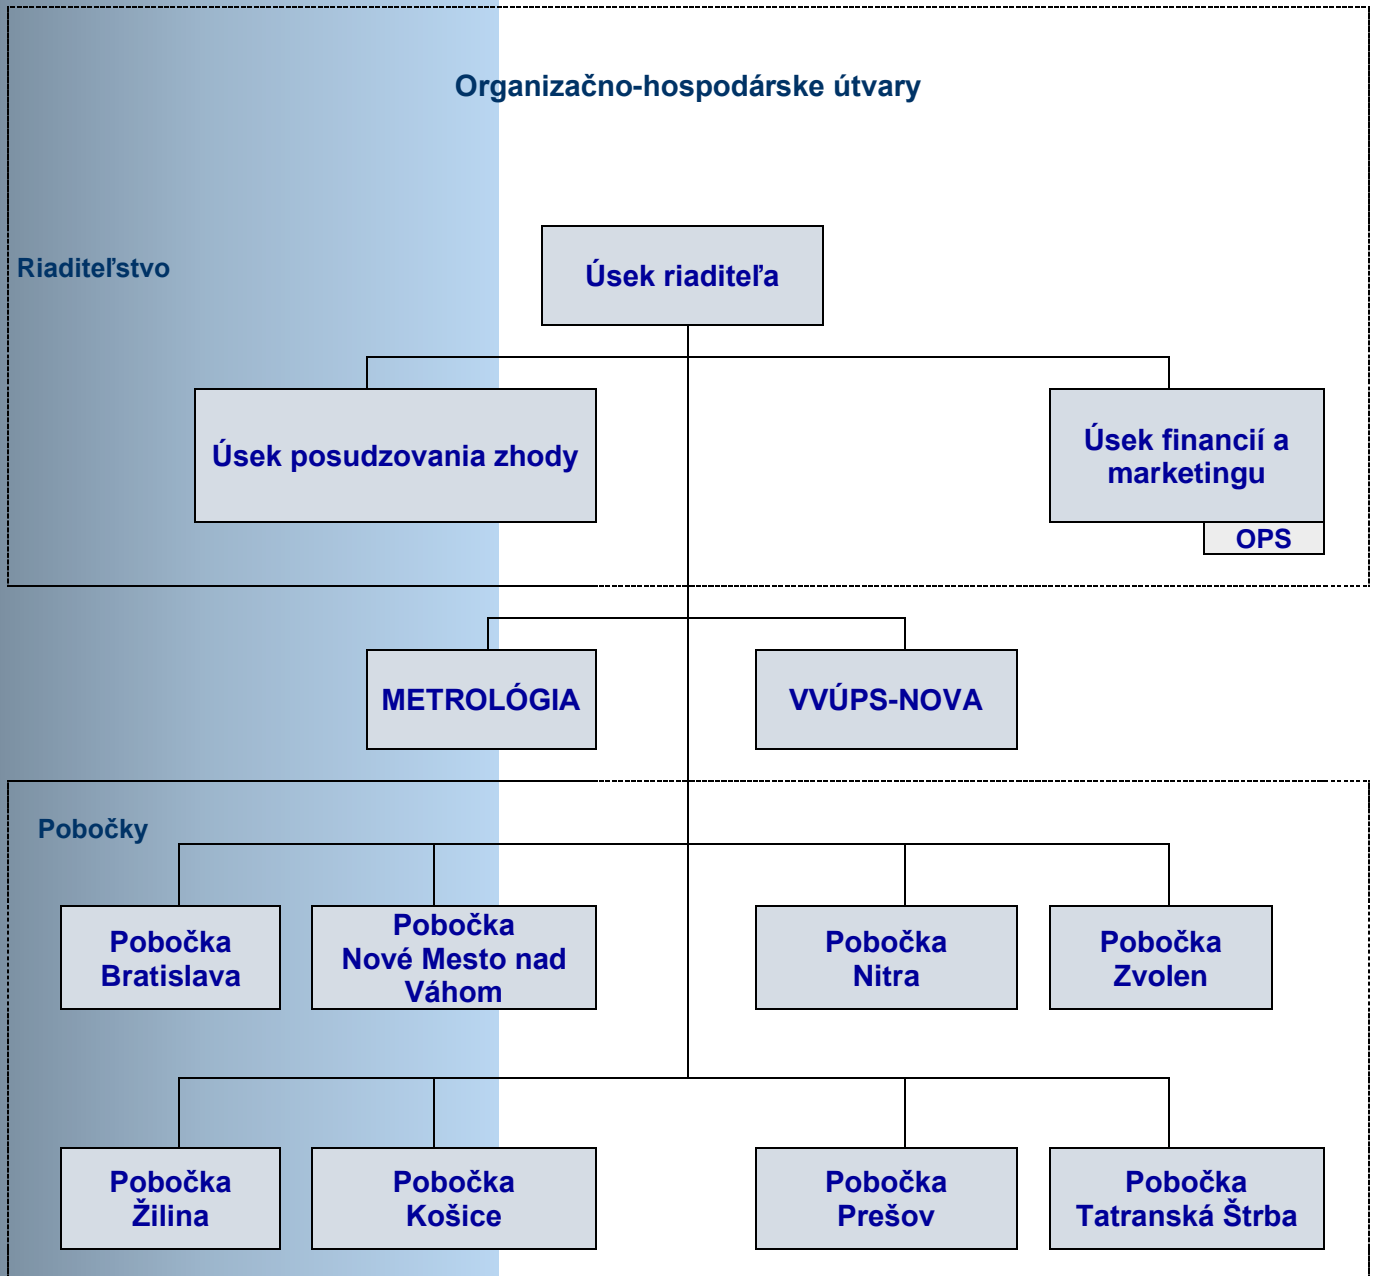 Organizačno-hospodárske útvary
Riaditeľstvo
Úsek riaditeľa
Úsek posudzovania zhody
Úsek financií a
marketingu
OPS
METROLÓGIA
VVÚPS-NOVA
Pobočky
Pobočka
Bratislava
Pobočka
Nové Mesto nad
Váhom
Pobočka
Nitra
Pobočka
Zvolen
Pobočka
Žilina
Pobočka
Košice
Pobočka
Prešov
Pobočka
Tatranská Štrba